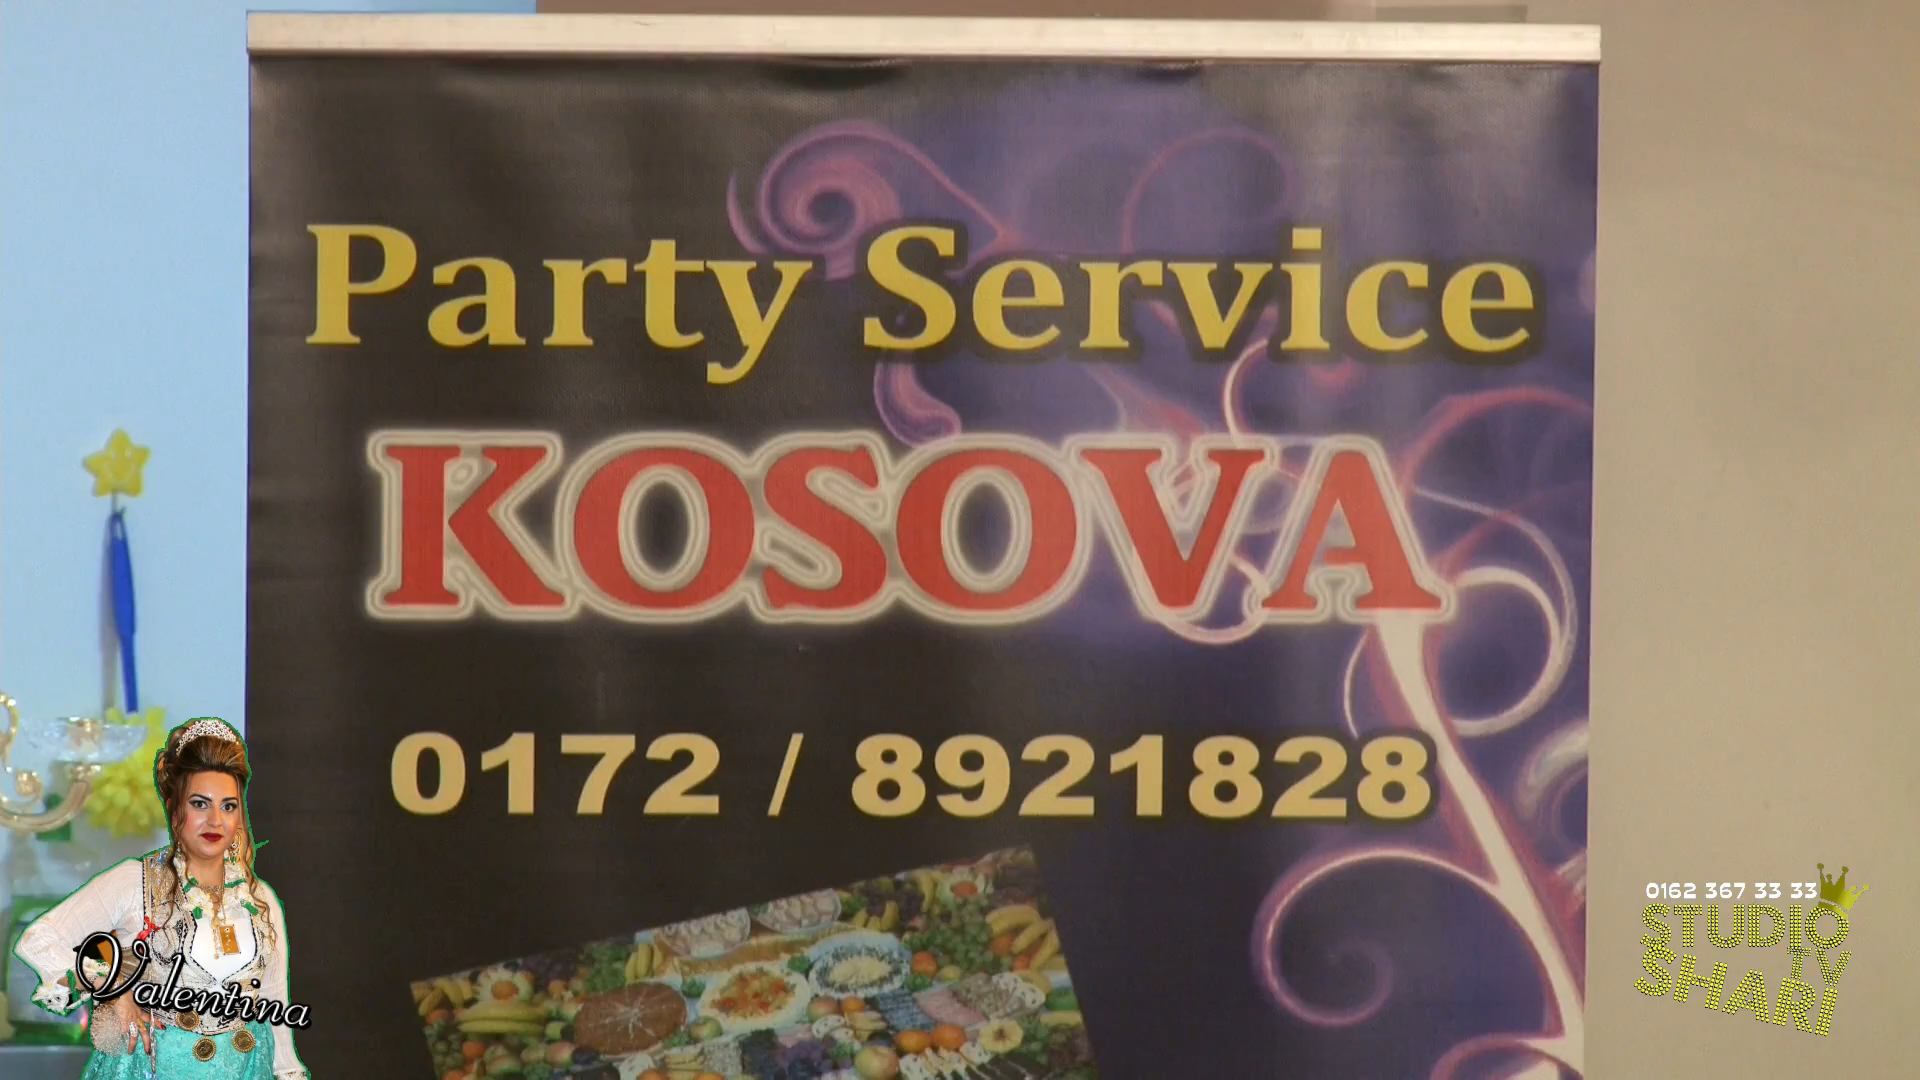 Party Service
KOSOVA
0172 / 8921828
Valentina
0162 367 33 33
STUDIO
TV
SHARI